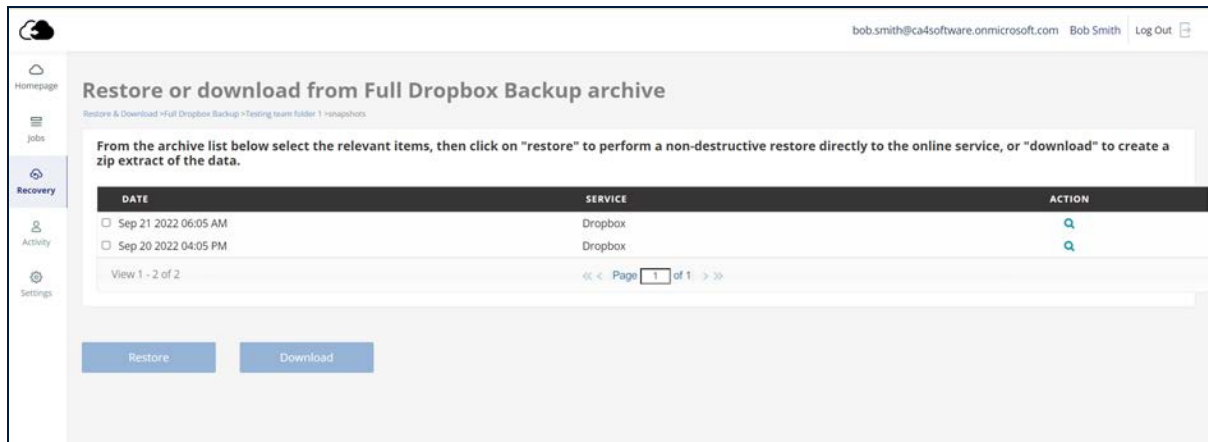 bob.smith@ca4software.onmicrosoft.com Bob Smith Log Out
Homepage
Jobs
Recovery
Activity
Settings
Restore or download from Full Dropbox Backup archive
Restore & Download >Full Dropbox Backup >Testing team folder 1 >snapshots
From the archive list below select the relevant items, then click on "restore" to perform a non-destructive restore directly to the online service, or "download" to create a
zip extract of the data.
DATE SERVICE ACTION
Sep 21 2022 06:05 AM Dropbox
Sep 20 2022 04:05 PM Dropbox
View 1 - 2 of 2 Page 1 of 1
Restore Download